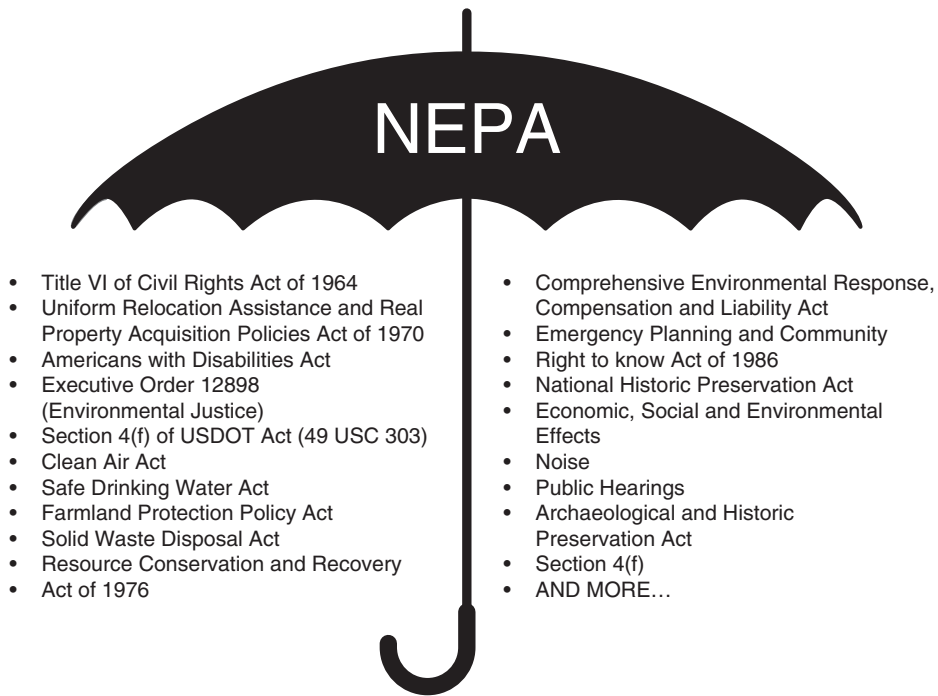 NEPA
• Title VI of Civil Rights Act of 1964
• Uniform Relocation Assistance and Real
Property Acquisition Policies Act of 1970
• Americans with Disabilities Act
• Executive Order 12898
(Environmental Justice)
• Section 4(f) of USDOT Act (49 USC 303)
• Clean Air Act
• Safe Drinking Water Act
• Farmland Protection Policy Act
• Solid Waste Disposal Act
• Resource Conservation and Recovery
• Act of 1976
• Comprehensive Environmental Response,
Compensation and Liability Act
• Emergency Planning and Community
• Right to know Act of 1986
• National Historic Preservation Act
• Economic, Social and Environmental
Effects
• Noise
• Public Hearings
• Archaeological and Historic
Preservation Act
• Section 4(f)
• AND MORE…